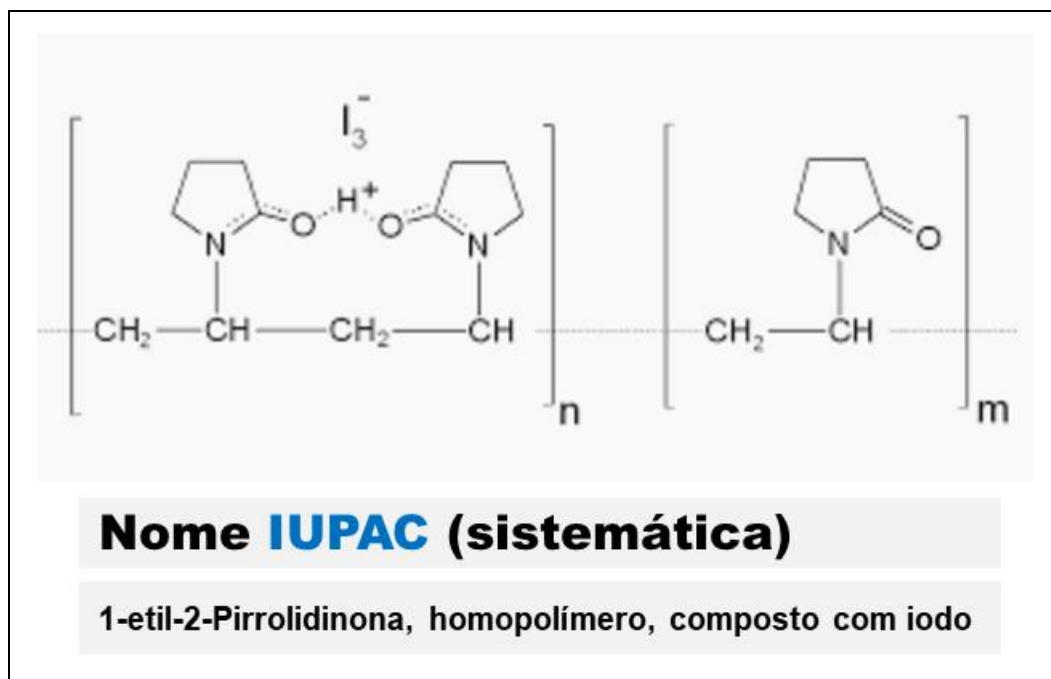 I₃⁻
H⁺
O O O
N N N
CH₂ CH CH₂ CH CH₂ CH
n m
Nome IUPAC (sistemática)
1-etil-2-Pirrolidinona, homopolímero, composto com iodo